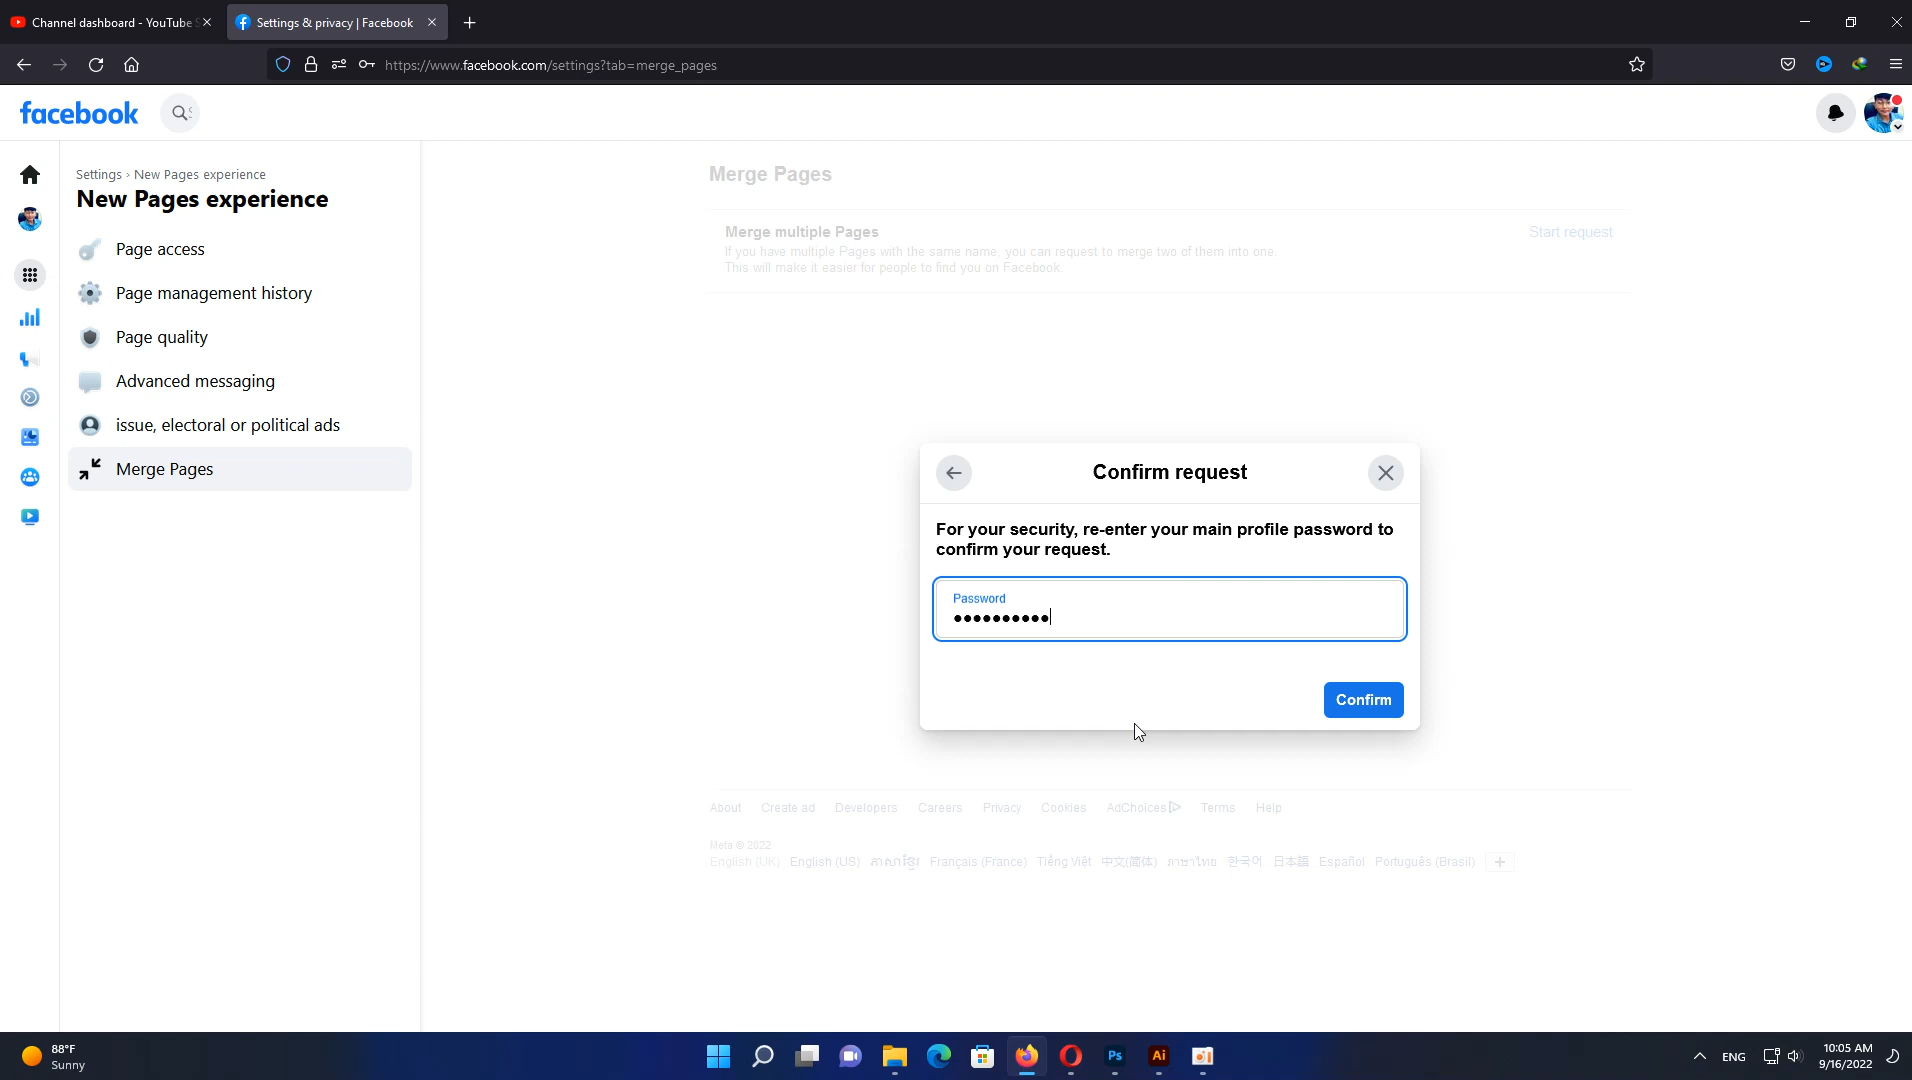 Channel dashboard - YouTube S
Settings & privacy | Facebook
https://www.facebook.com/settings?tab=merge_pages
facebook
Settings › New Pages experience
New Pages experience
Page access
Page management history
Page quality
Advanced messaging
issue, electoral or political ads
Merge Pages
Merge Pages
Merge multiple Pages
Start request
If you have multiple Pages with the same name, you can request to merge two of them into one.
This will make it easier for people to find you on Facebook.
Confirm request
For your security, re-enter your main profile password to
confirm your request.
Password
••••••••••
Confirm
About Create ad Developers Careers Privacy Cookies AdChoices Terms Help
Meta © 2022
English (UK) English (US) ភាសាខ្មែរ Français (France) Tiếng Việt 中文(简体) ภาษาไทย 한국어 日本語 Español Português (Brasil)
88°F
Sunny
Ps
Ai
ENG
10:05 AM
9/16/2022